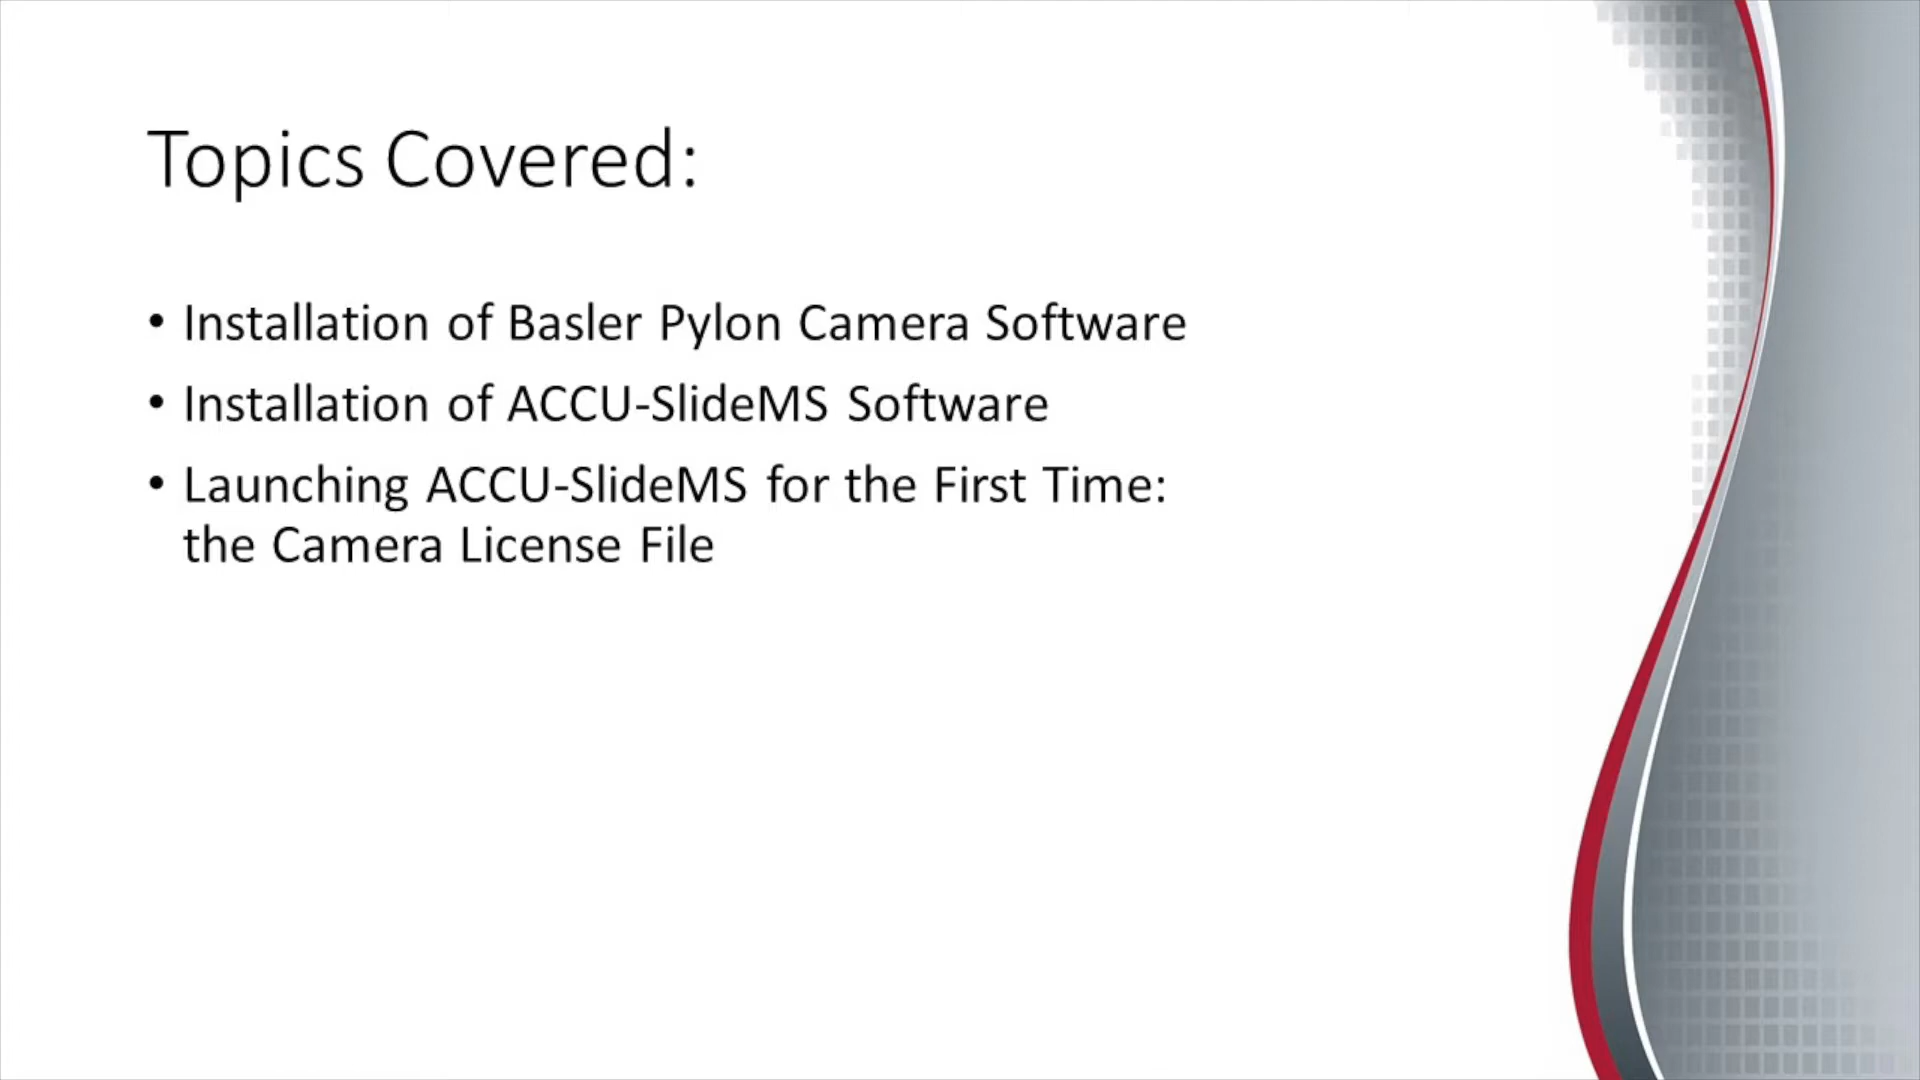 Topics Covered:
• Installation of Basler Pylon Camera Software
• Installation of ACCU-SlideMS Software
• Launching ACCU-SlideMS for the First Time:
the Camera License File